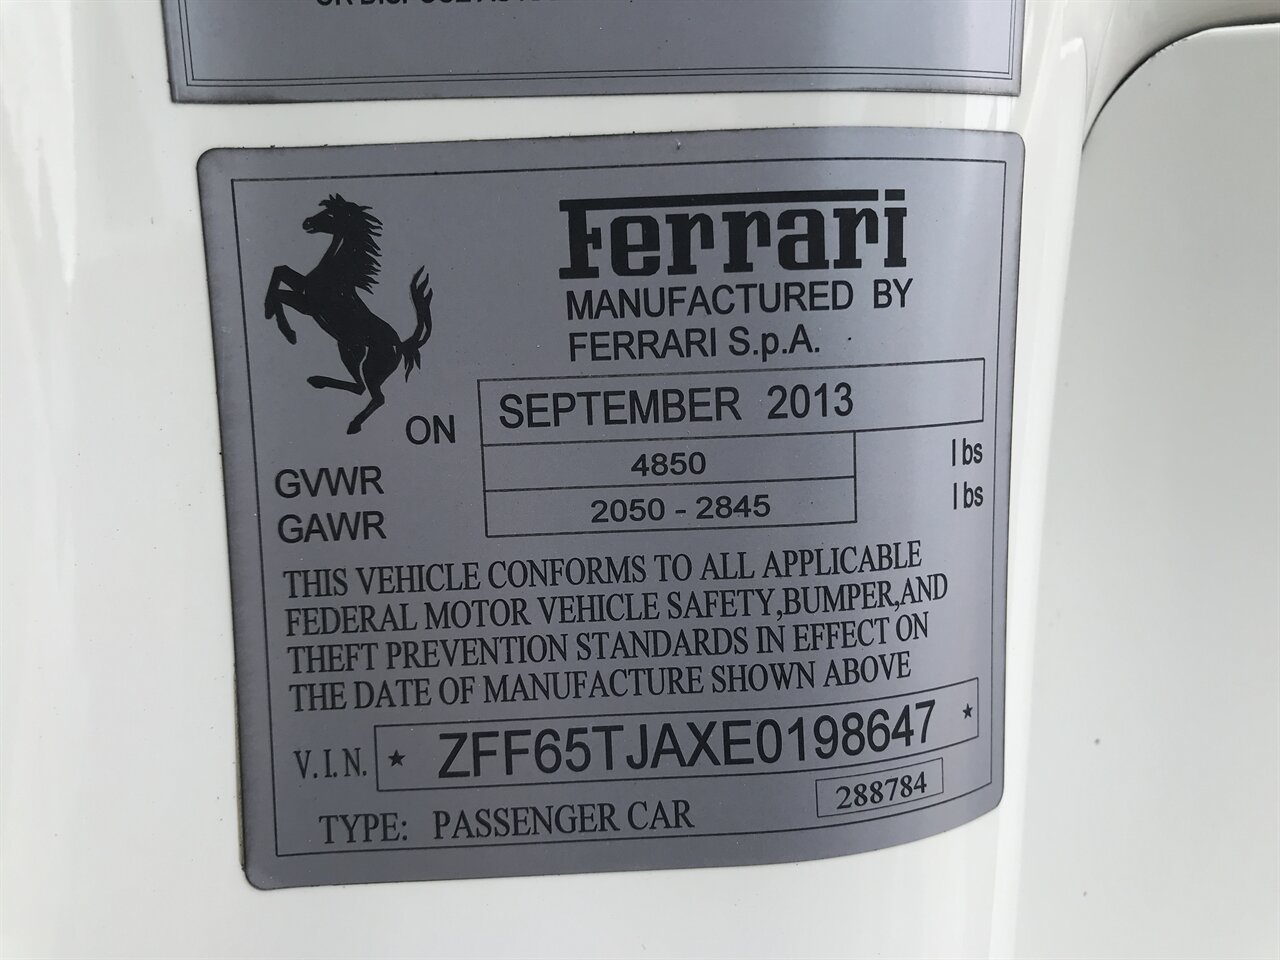 Ferrari
MANUFACTURED BY
FERRARI S.p.A.
ON SEPTEMBER 2013
GVWR 4850 lbs
GAWR 2050 - 2845 lbs
THIS VEHICLE CONFORMS TO ALL APPLICABLE
FEDERAL MOTOR VEHICLE SAFETY,BUMPER,AND
THEFT PREVENTION STANDARDS IN EFFECT ON
THE DATE OF MANUFACTURE SHOWN ABOVE
V.I.N. * ZFF65TJAXE0198647 *
TYPE: PASSENGER CAR 288784